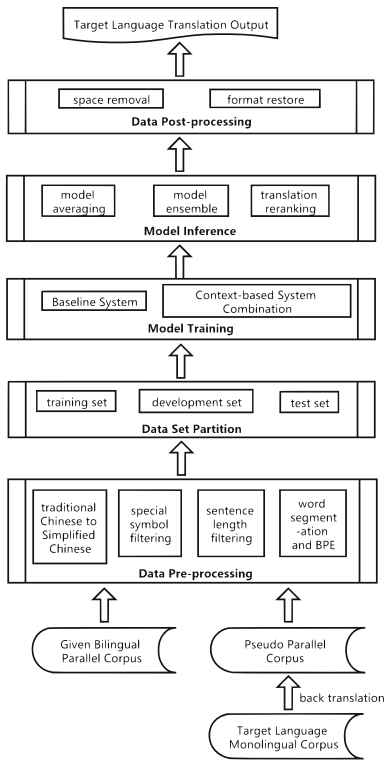 Target Language Translation Output
space removal
format restore
Data Post-processing
model
averaging
model
ensemble
translation
reranking
Model Inference
Baseline System
Context-based System
Combination
Model Training
training set
development set
test set
Data Set Partition
traditional
Chinese to
Simplified
Chinese
special
symbol
filtering
sentence
length
filtering
word
segment
-ation
and BPE
Data Pre-processing
Given Bilingual
Parallel Corpus
Pseudo Parallel
Corpus
back translation
Target Language
Monolingual Corpus